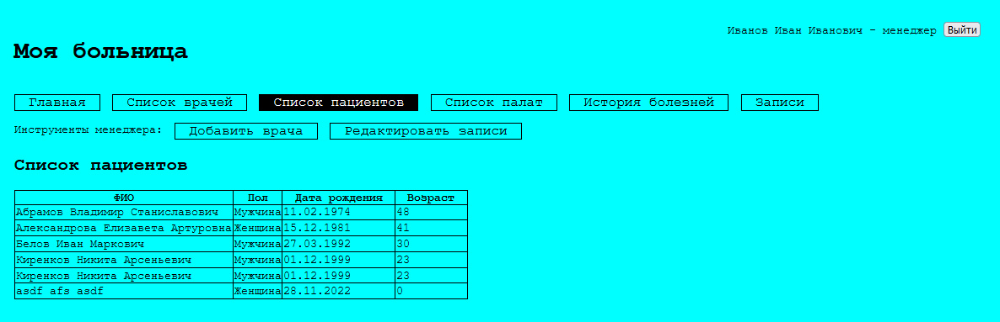 Иванов Иван Иванович - менеджер Выйти
Моя больница
Главная Список врачей Список пациентов Список палат История болезней Записи
Инструменты менеджера: Добавить врача Редактировать записи
Список пациентов
ФИО Пол Дата рождения Возраст
Абрамов Владимир Станиславович Мужчина 11.02.1974 48
Александрова Елизавета Артуровна Женщина 15.12.1981 41
Белов Иван Маркович Мужчина 27.03.1992 30
Киренков Никита Арсеньевич Мужчина 01.12.1999 23
Киренков Никита Арсеньевич Мужчина 01.12.1999 23
asdf afs asdf Женщина 28.11.2022 0